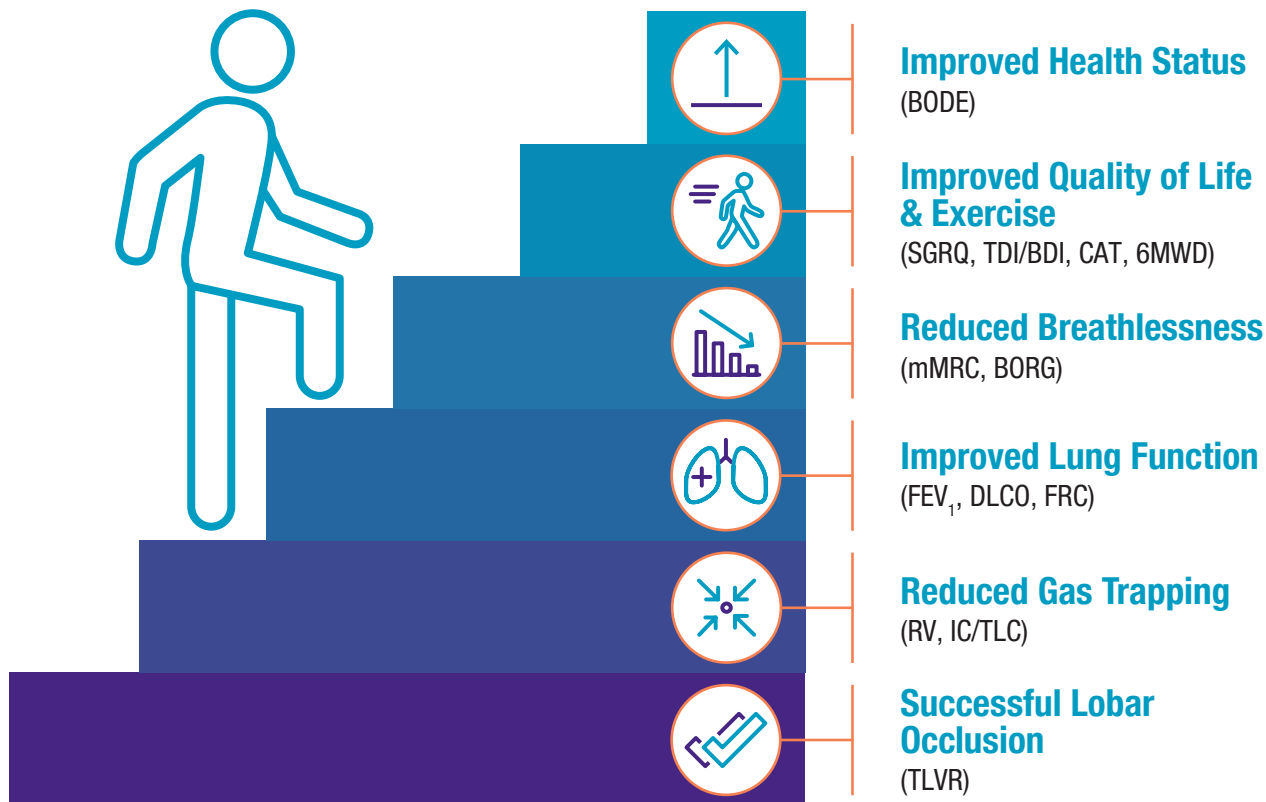 Improved Health Status
(BODE)
Improved Quality of Life
& Exercise
(SGRQ, TDI/BDI, CAT, 6MWD)
Reduced Breathlessness
(mMRC, BORG)
Improved Lung Function
(FEV₁, DLCO, FRC)
Reduced Gas Trapping
(RV, IC/TLC)
Successful Lobar
Occlusion
(TLVR)